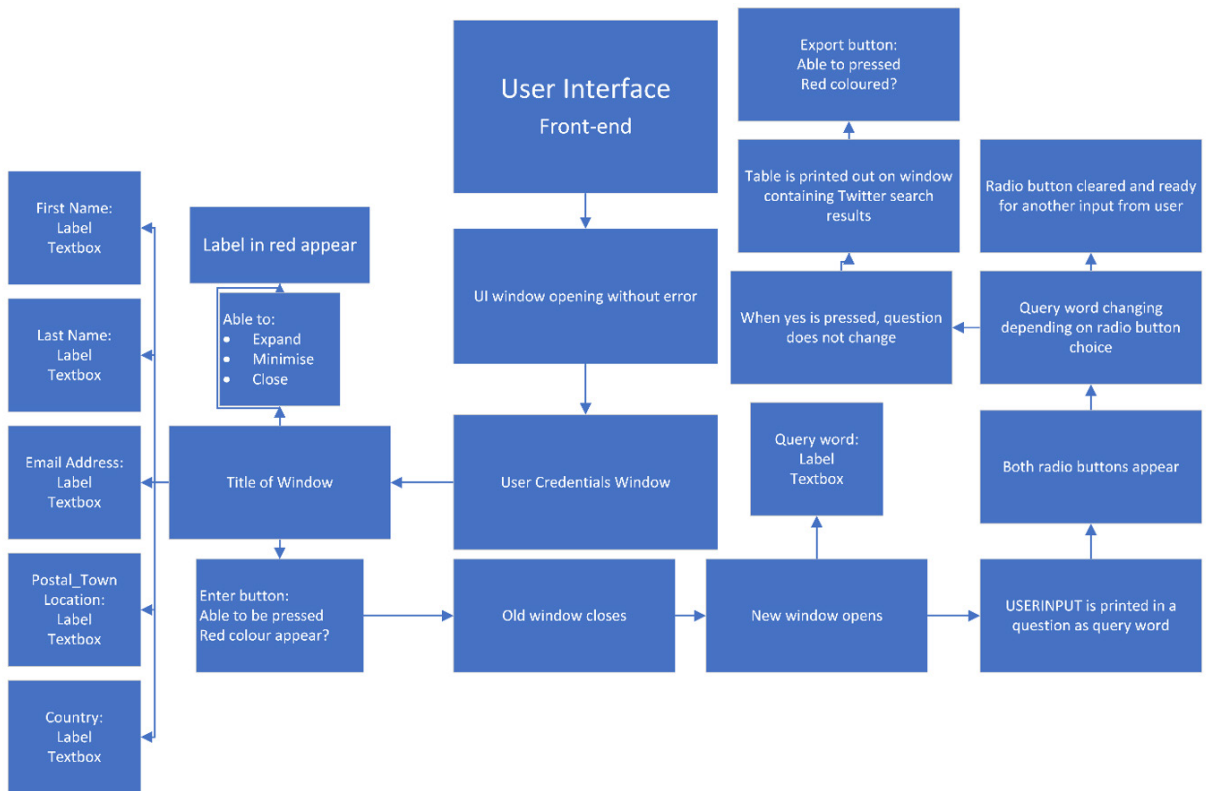 User Interface
Front-end
Export button:
Able to pressed
Red coloured?
Table is printed out on window
containing Twitter search
results
Radio button cleared and ready
for another input from user
First Name:
Label
Textbox
Label in red appear
UI window opening without error
When yes is pressed, question
does not change
Query word changing
depending on radio button
choice
Last Name:
Label
Textbox
Able to:
• Expand
• Minimise
• Close
Email Address:
Label
Textbox
Title of Window
User Credentials Window
Query word:
Label
Textbox
Both radio buttons appear
Postal_Town
Location:
Label
Textbox
Enter button:
Able to be pressed
Red colour appear?
Old window closes
New window opens
USERINPUT is printed in a
question as query word
Country:
Label
Textbox